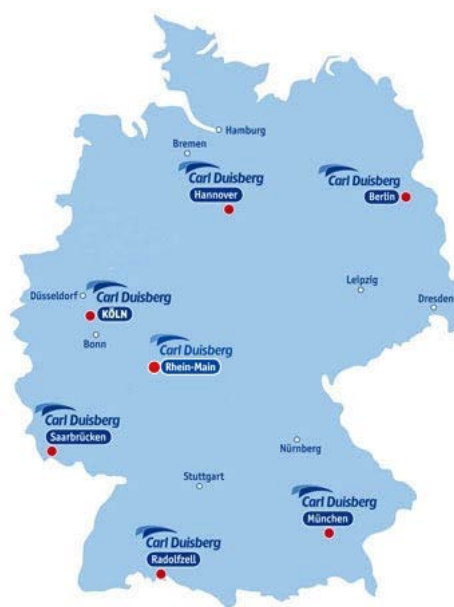 Hamburg
Bremen
Carl Duisberg
Hannover
Carl Duisberg
Berlin
Leipzig
Düsseldorf
Carl Duisberg
KÖLN
Dresden
Bonn
Carl Duisberg
Rhein-Main
Carl Duisberg
Saarbrücken
Nürnberg
Stuttgart
Carl Duisberg
München
Carl Duisberg
Radolfzell